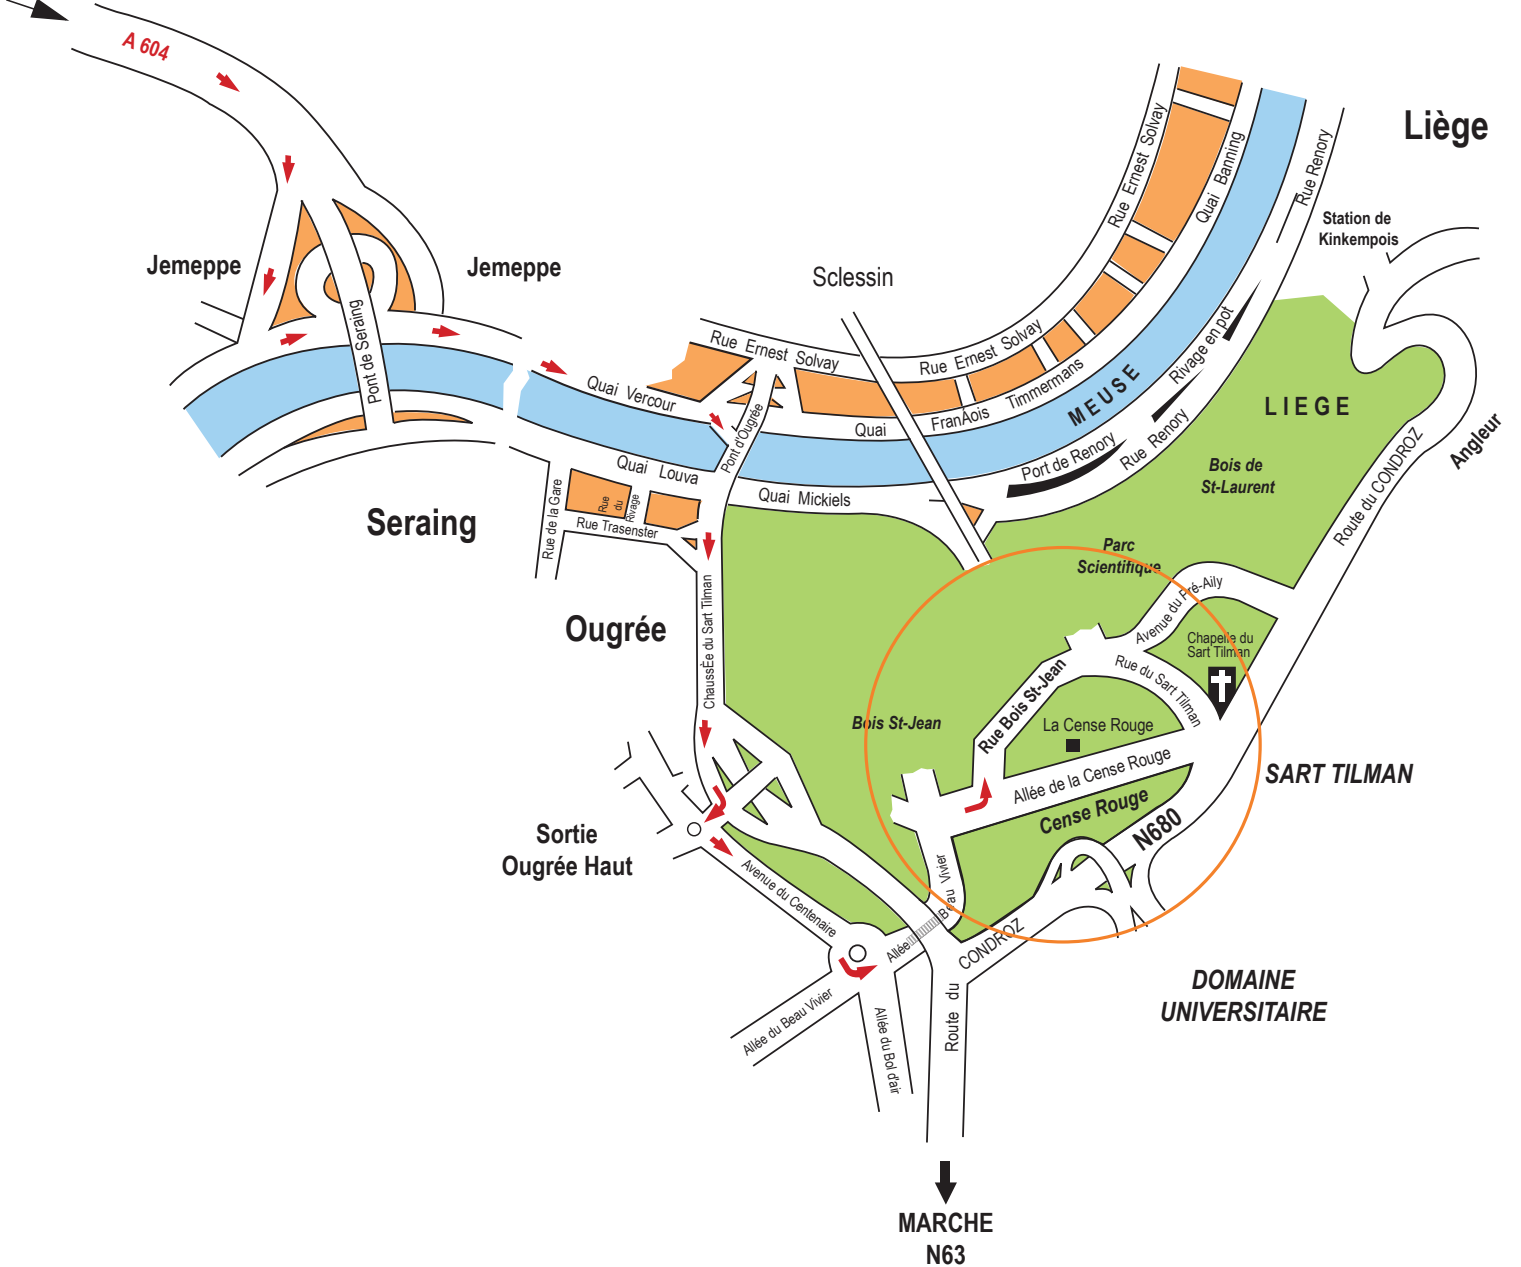 A 604
Liège
Rue Ernest Solvay
Quai Banning
Rue Renory
Station de
Kinkempois
Jemeppe
Jemeppe
Sclessin
Pont de Seraing
Rue Ernest Solvay
Rue Ernest Solvay
Quai Vercour
Quai FranÁois Timmermans
MEUSE
Rivage en pot
LIEGE
Pont d'Ougrée
Port de Renory
Rue Renory
Angleur
Route du CONDROZ
Quai Louva
Quai Mickiels
Bois de
St-Laurent
Seraing
Rue de la Gare
Rue
du
Rivage
Rue Trasenster
Parc
Scientifique
Avenue du Pré-Aily
Ougrée
ChaussÈe du Sart Tilman
Chapelle du
Sart Tilman
Rue du Sart Tilman
Rue Bois St-Jean
Bois St-Jean
La Cense Rouge
Allée de la Cense Rouge
SART TILMAN
Cense Rouge
N680
Sortie
Ougrée Haut
Avenue du Centenaire
Allée Beau Vivier
CONDROZ
Route du
DOMAINE
UNIVERSITAIRE
Allée du Beau Vivier
Allée du Bol d'air
MARCHE
N63